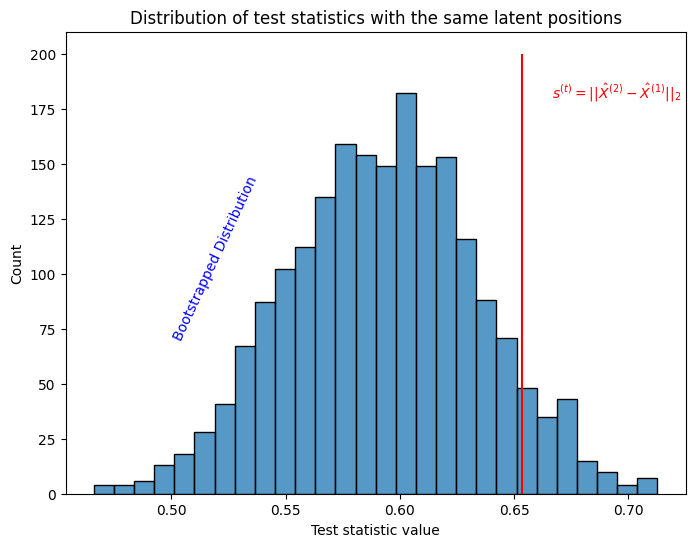 Distribution of test statistics with the same latent positions
200
175
150
125
100
75
50
25
0
Count
Bootstrapped Distribution
$s^{(t)} = ||\hat{X}^{(2)} - \hat{X}^{(1)}||_2$
0.50 0.55 0.60 0.65 0.70
Test statistic value